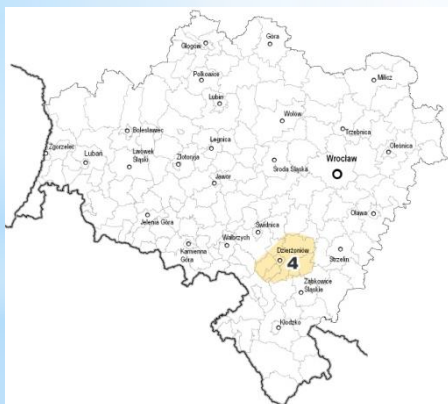 Góra
Głogów
Polkowice
Milicz
Lubin
Wołów
Trzebnica
Bolesławiec
Oleśnica
Zgorzelec
Lubań
Lwówek
Śląski
Złotoryja
Legnica
Środa Śląska
Wrocław
Jawor
Oława
Jelenia Góra
Kamienna
Góra
Wałbrzych
Świdnica
Dzierżoniów
4
Strzelin
Ząbkowice
Śląskie
Kłodzko